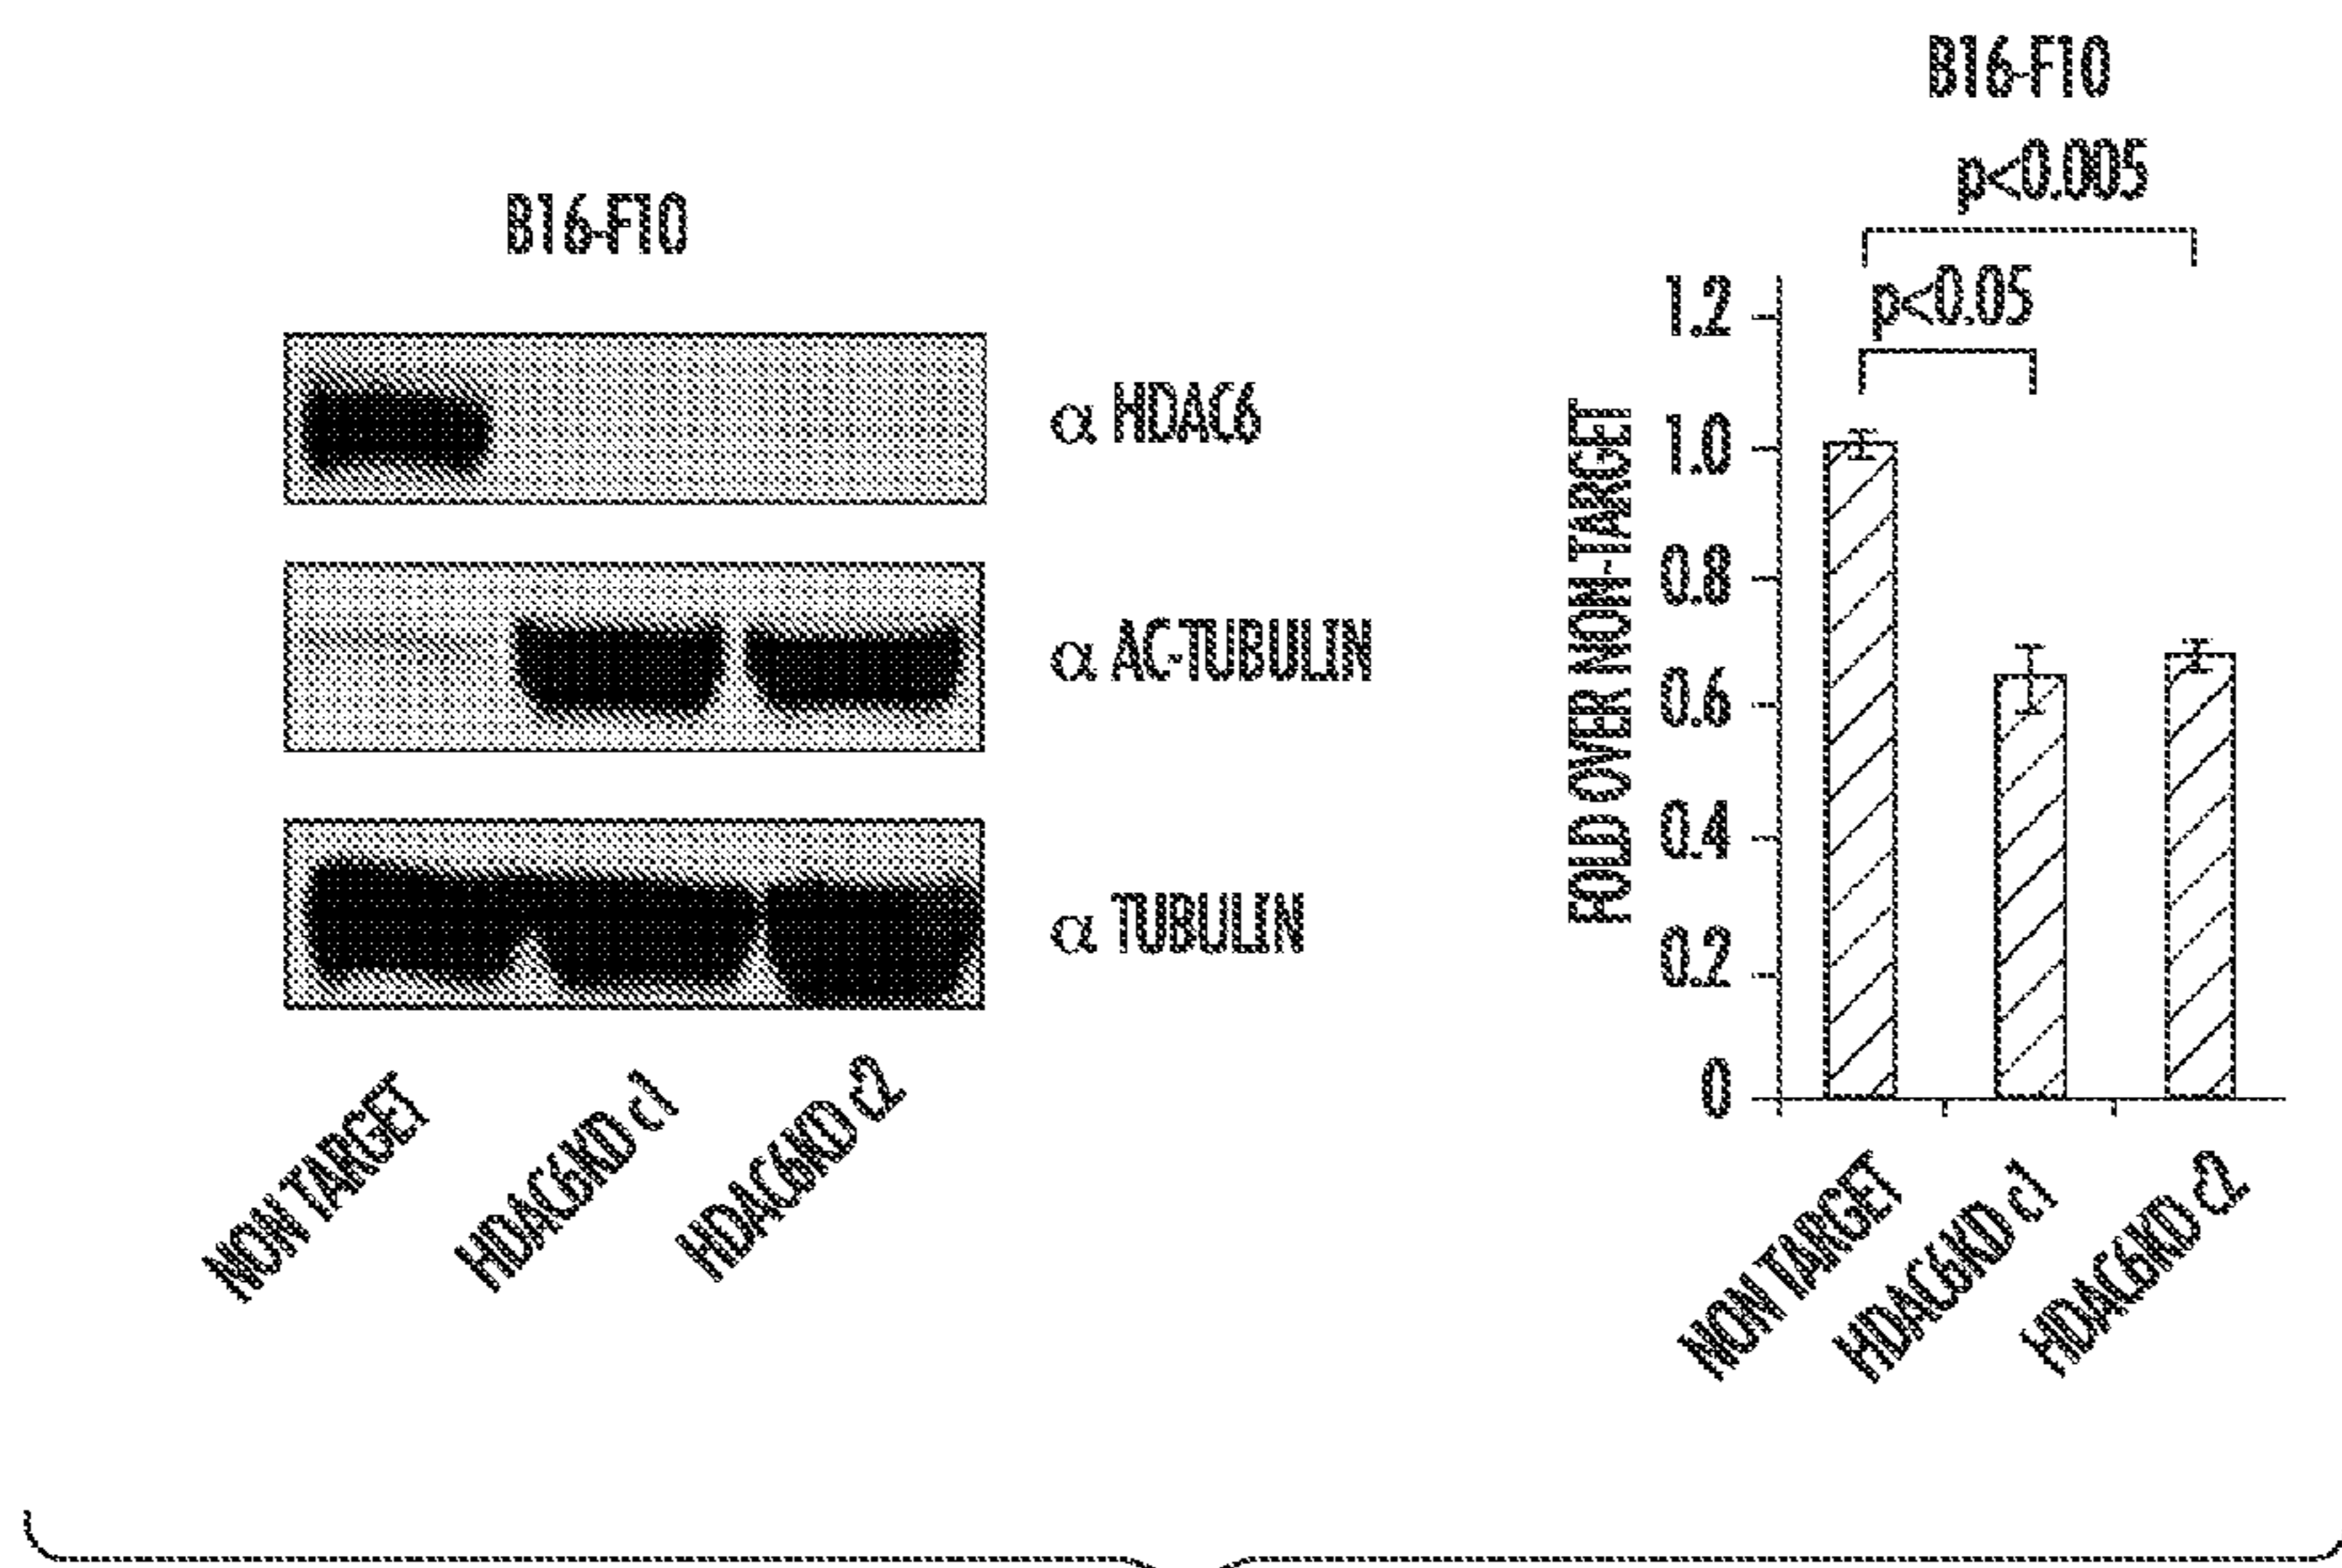 B16-F10
α HDAC6
α AC-TUBULIN
α TUBULIN
NON TARGET
HDAC6KD c1
HDAC6KD c2
B16-F10
p<0.005
p<0.05
FOLD OVER NON-TARGET
1.2
1.0
0.8
0.6
0.4
0.2
0
NON TARGET
HDAC6KD c1
HDAC6KD c2